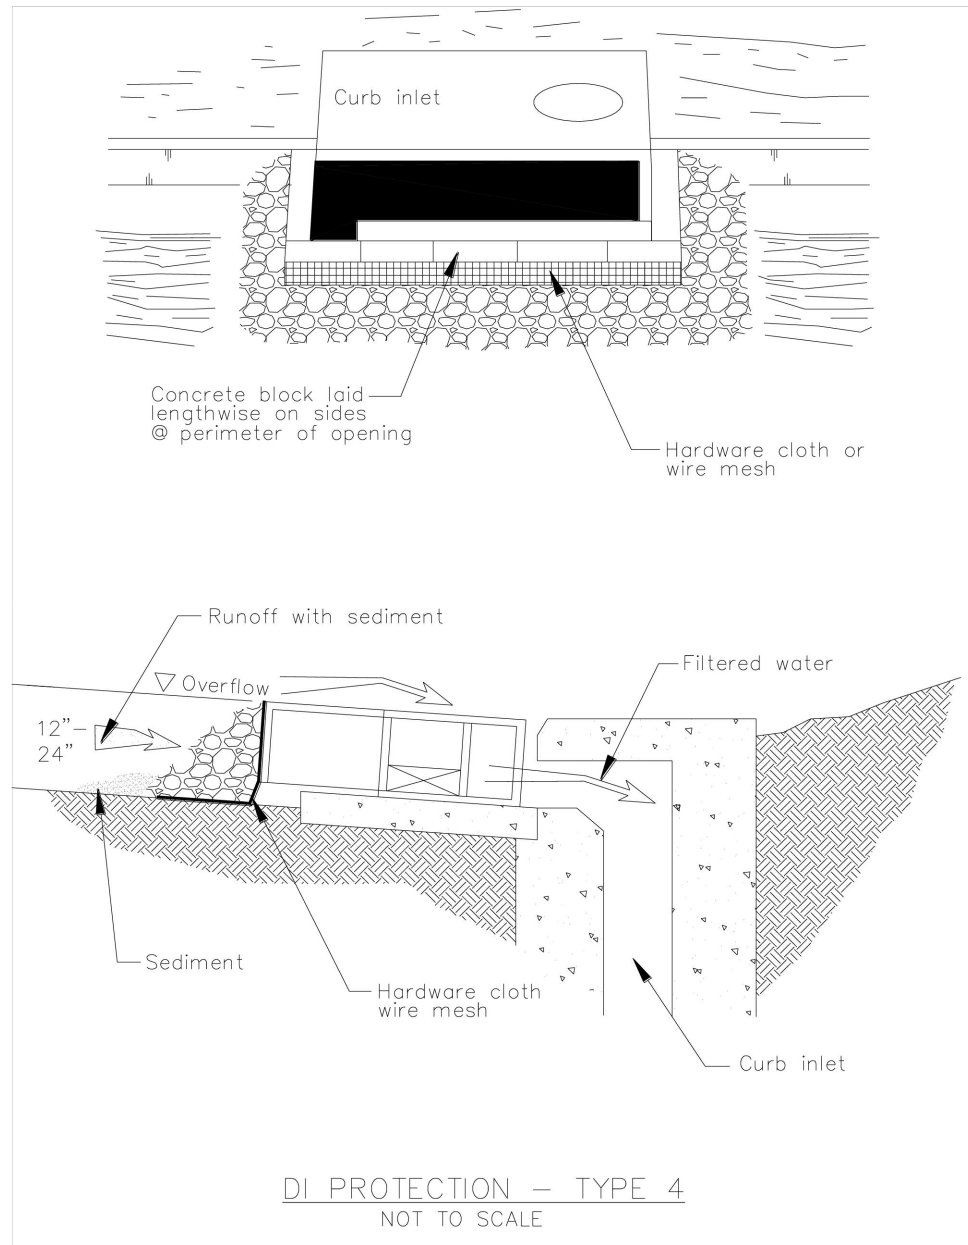 Curb inlet
Concrete block laid
lengthwise on sides
@ perimeter of opening
Hardware cloth or
wire mesh
Runoff with sediment
Overflow
Filtered water
12"-
24"
Sediment
Hardware cloth
wire mesh
Curb inlet
DI PROTECTION - TYPE 4
NOT TO SCALE